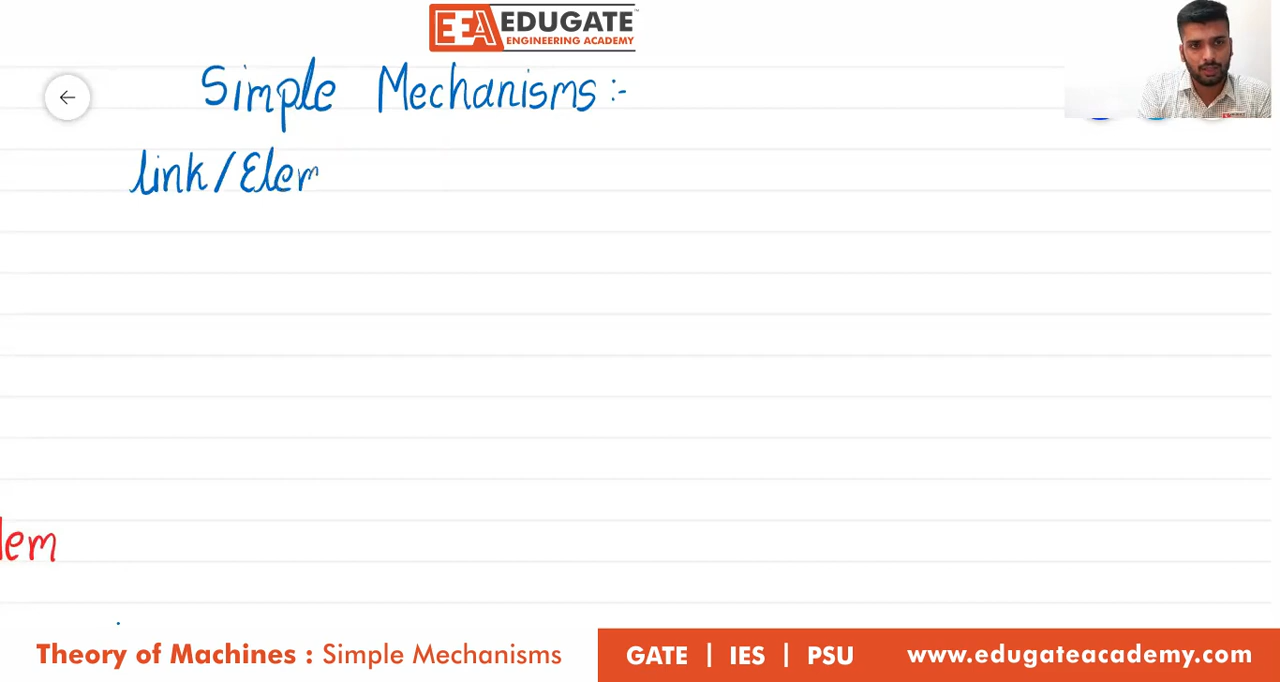 EEA EDUGATE
ENGINEERING ACADEMY
Simple Mechanisms :-
Link/Elem
lem
Theory of Machines : Simple Mechanisms
GATE | IES | PSU
www.edugateacademy.com